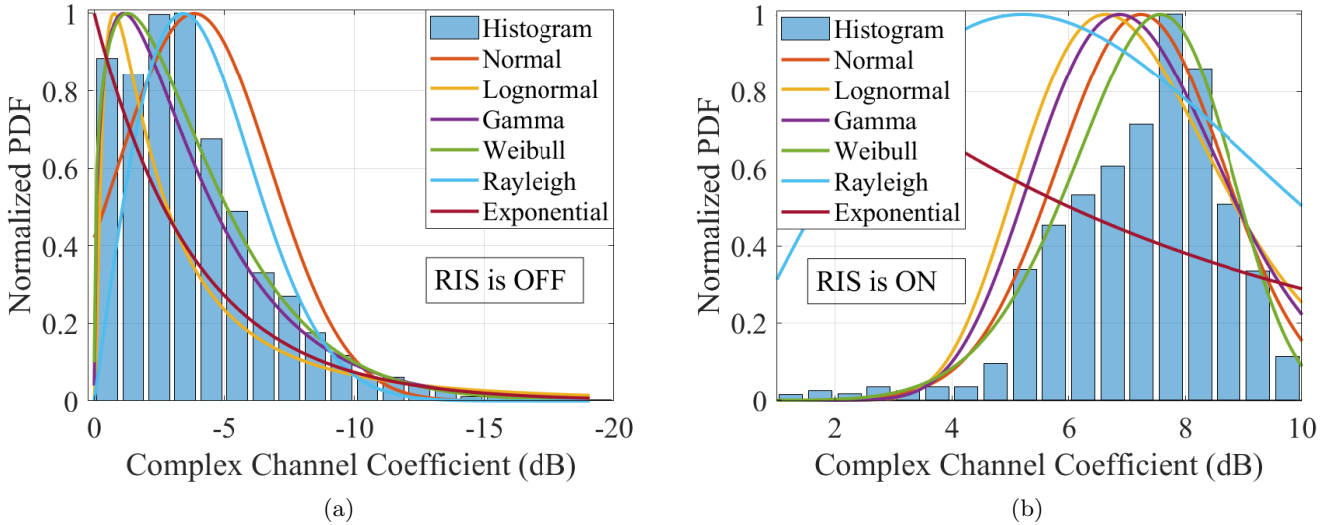 1
0.8
0.6
0.4
0.2
0
Normalized PDF
0 -5 -10 -15 -20
Complex Channel Coefficient (dB)
Histogram
Normal
Lognormal
Gamma
Weibull
Rayleigh
Exponential
RIS is OFF
(a)
1
0.8
0.6
0.4
0.2
0
Normalized PDF
2 4 6 8 10
Complex Channel Coefficient (dB)
Histogram
Normal
Lognormal
Gamma
Weibull
Rayleigh
Exponential
RIS is ON
(b)